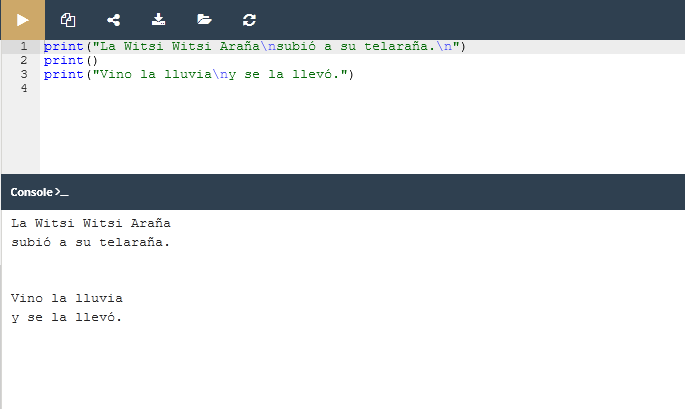 1 print("La Witsi Witsi Araña\nsubió a su telaraña.\n")
2 print()
3 print("Vino la lluvia\ny se la llevó.")
4
Console >_
La Witsi Witsi Araña
subió a su telaraña.
Vino la lluvia
y se la llevó.